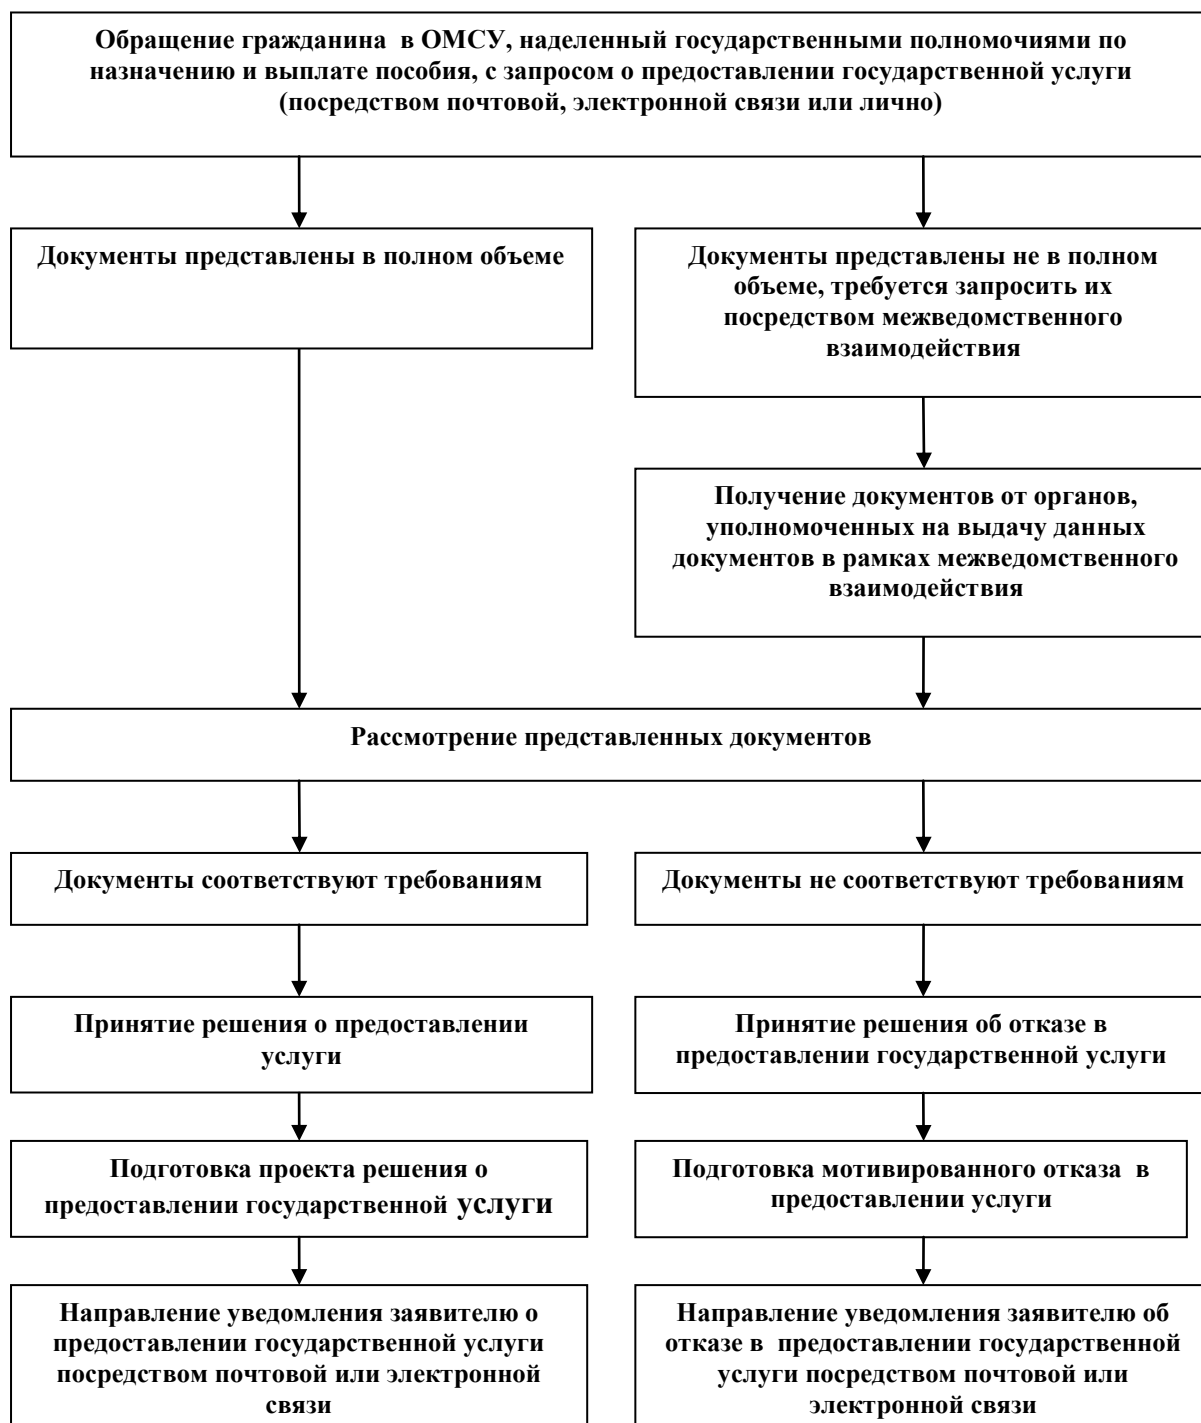 Обращение гражданина  в ОМСУ, наделенный государственными полномочиями по
назначению и выплате пособия, с запросом о предоставлении государственной услуги
(посредством почтовой, электронной связи или лично)
Документы представлены в полном объеме
Документы представлены не в полном
объеме, требуется запросить их
посредством межведомственного
взаимодействия
Получение документов от органов,
уполномоченных на выдачу данных
документов в рамках межведомственного
взаимодействия
Рассмотрение представленных документов
Документы соответствуют требованиям
Документы не соответствуют требованиям
Принятие решения о предоставлении
услуги
Принятие решения об отказе в
предоставлении государственной услуги
Подготовка проекта решения о
предоставлении государственной услуги
Подготовка мотивированного отказа  в
предоставлении услуги
Направление уведомления заявителю о
предоставлении государственной услуги
посредством почтовой или электронной
связи
Направление уведомления заявителю об
отказе в  предоставлении государственной
услуги посредством почтовой или
электронной связи